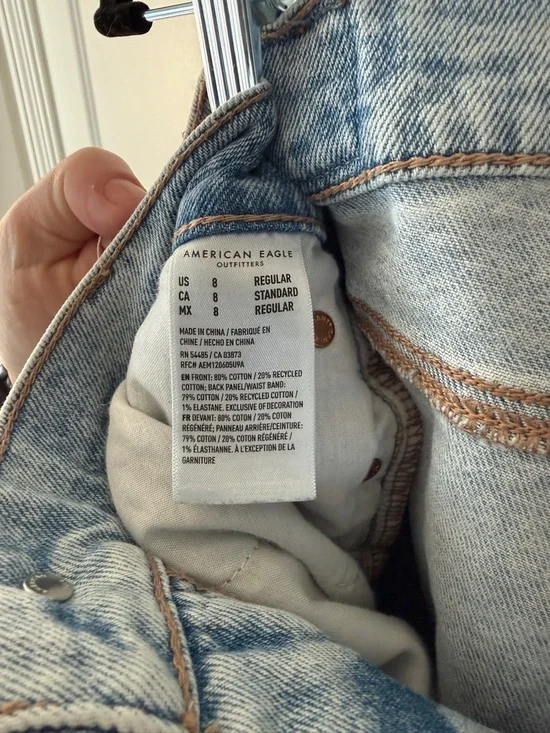 AMERICAN EAGLE
OUTFITTERS
US 8 REGULAR
CA 8 STANDARD
MX 8 REGULAR
MADE IN CHINA / FABRIQUÉ EN
CHINE / HECHO EN CHINA
RN 54485 / CA 03873
RFC# AEM120605U9A
EN FRONT: 80% COTTON / 20% RECYCLED
COTTON; BACK PANEL/WAIST BAND:
79% COTTON / 20% RECYCLED COTTON /
1% ELASTANE. EXCLUSIVE OF DECORATION
FR DEVANT: 80% COTON / 20% COTON
RÉGÉNÉRÉ; PANNEAU ARRIÈRE/CEINTURE:
79% COTON / 20% COTON RÉGÉNÉRÉ /
1% ÉLASTHANNE. À L'EXCEPTION DE LA
GARNITURE